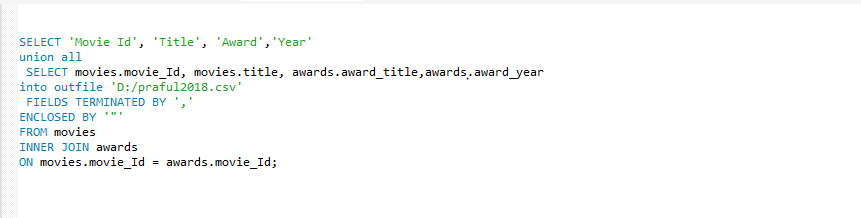 SELECT 'Movie Id', 'Title', 'Award','Year'
union all
SELECT movies.movie_Id, movies.title, awards.award_title,awards.award_year
into outfile 'D:/praful2018.csv'
FIELDS TERMINATED BY ','
ENCLOSED BY '"'
FROM movies
INNER JOIN awards
ON movies.movie_Id = awards.movie_Id;